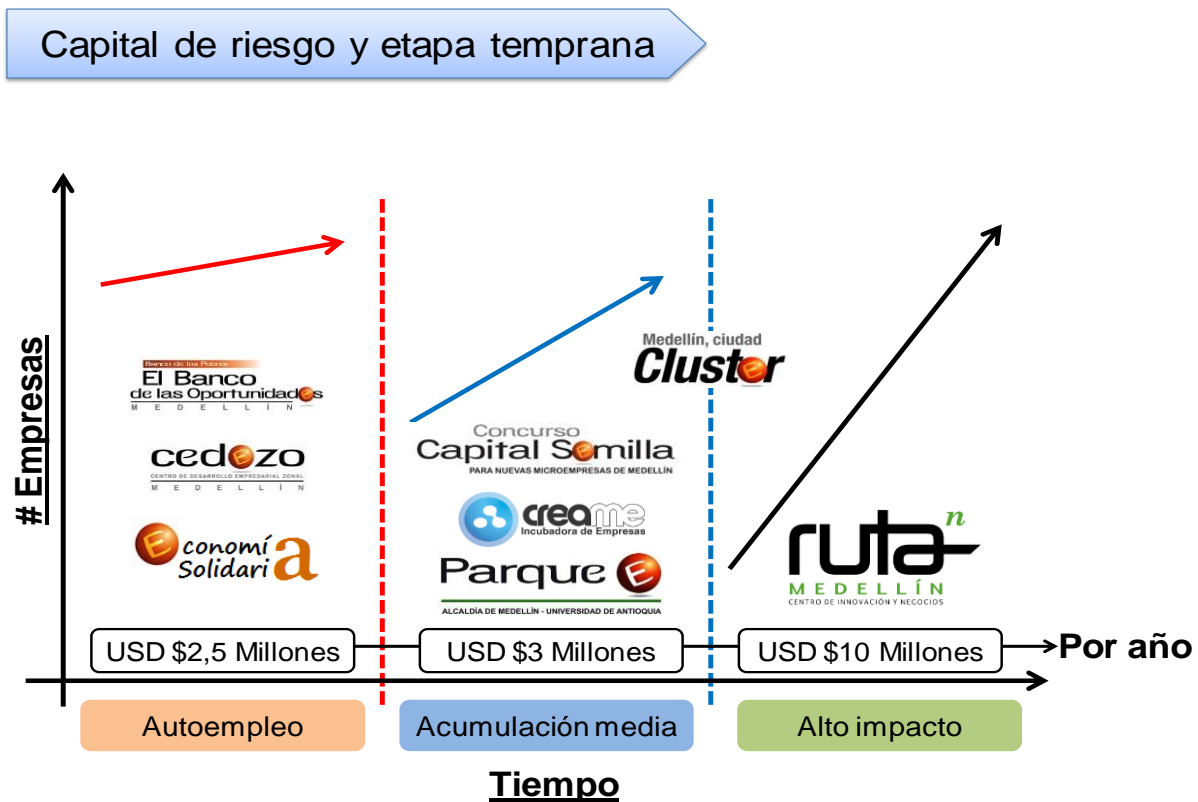 Capital de riesgo y etapa temprana
# Empresas
Banco de los Pobres
El Banco
de las Oportunidades
MEDELLÍN
cedezo
CENTRO DE DESARROLLO EMPRESARIAL ZONAL
MEDELLÍN
Economía
Solidaria
Medellín, ciudad
Cluster
Concurso
Capital Semilla
PARA NUEVAS MICROEMPRESAS DE MEDELLÍN
creame
Incubadora de Empresas
Parque E
ALCALDÍA DE MEDELLÍN - UNIVERSIDAD DE ANTIOQUIA
ruta n
MEDELLÍN
CENTRO DE INNOVACIÓN Y NEGOCIOS
USD $2,5 Millones
USD $3 Millones
USD $10 Millones
Por año
Autoempleo
Acumulación media
Alto impacto
Tiempo